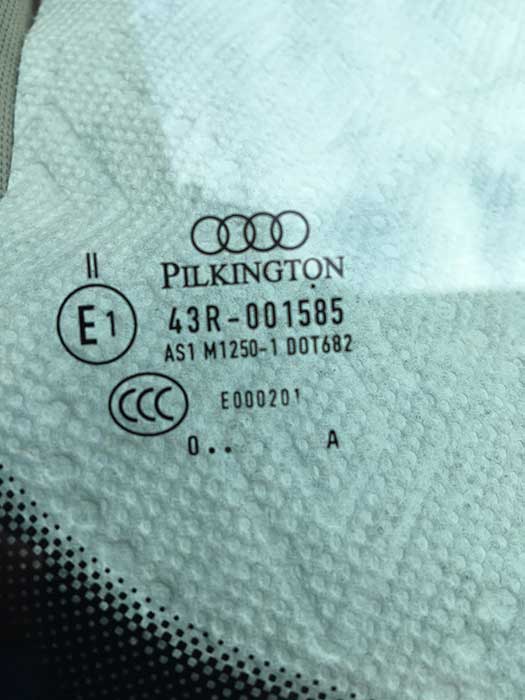 II
PILKINGTON
E1 43R-001585
AS1 M1250-1 DOT682
CCC E000201
0.. A